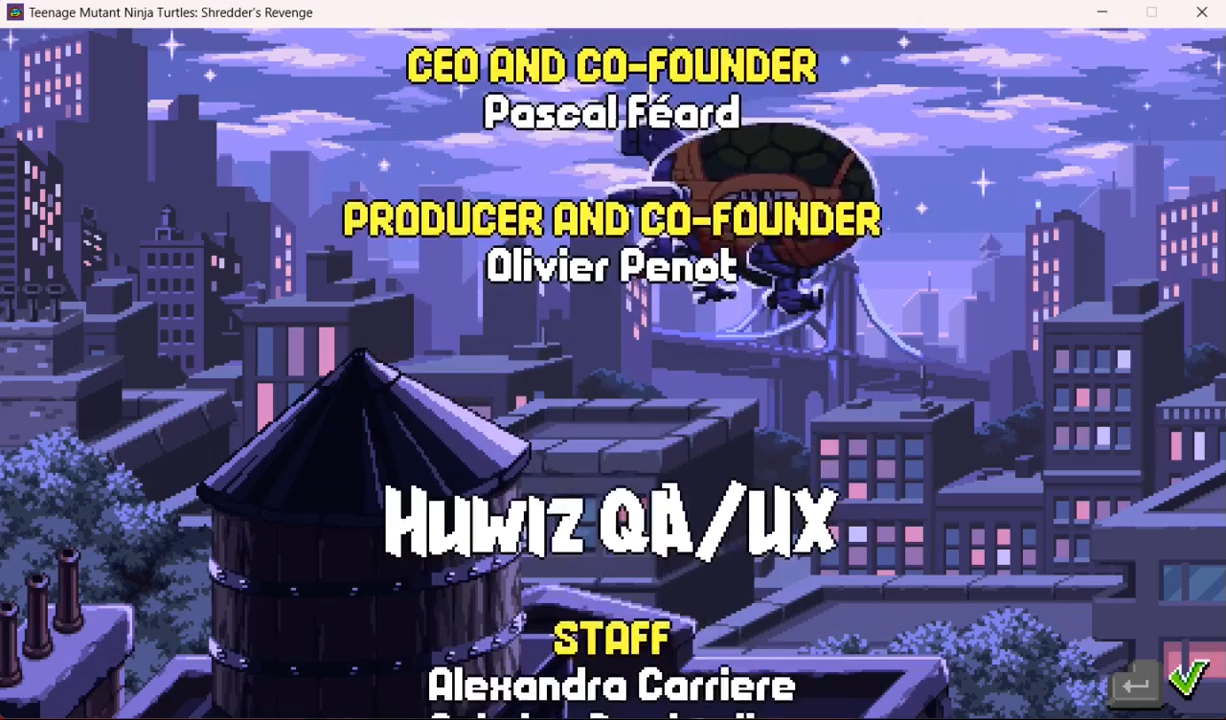 Teenage Mutant Ninja Turtles: Shredder's Revenge
CEO AND CO-FOUNDER
Pascal Féard
PRODUCER AND CO-FOUNDER
Olivier Penot
Huwiz QA/UX
STAFF
Alexandra Carriere